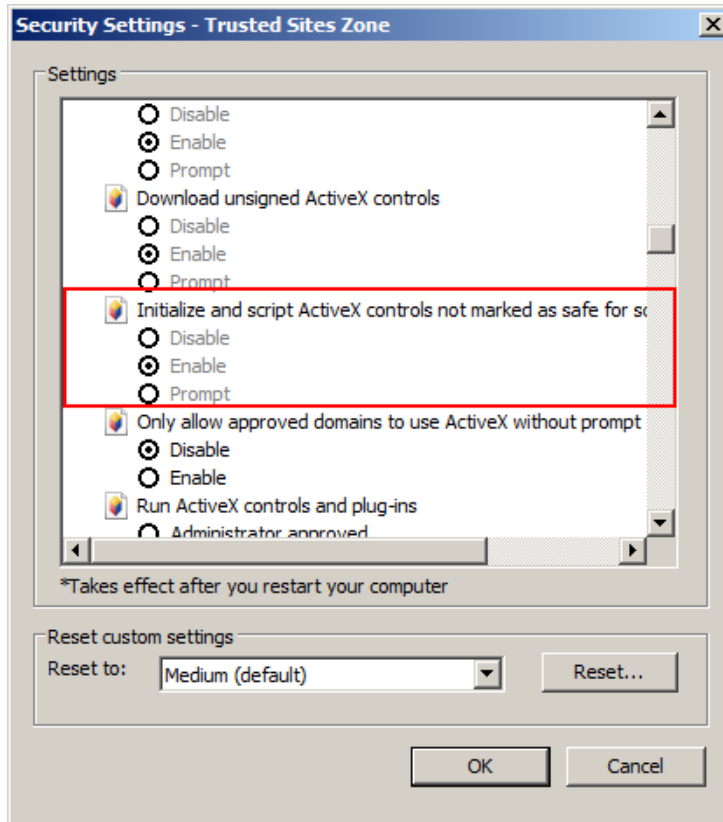 Security Settings - Trusted Sites Zone
Settings
Disable
Enable
Prompt
Download unsigned ActiveX controls
Disable
Enable
Prompt
Initialize and script ActiveX controls not marked as safe for
Disable
Enable
Prompt
Only allow approved domains to use ActiveX without prompt
Disable
Enable
Run ActiveX controls and plug-ins
Administrator approved
*Takes effect after you restart your computer
Reset custom settings
Reset to:
Medium (default)
Reset...
OK
Cancel